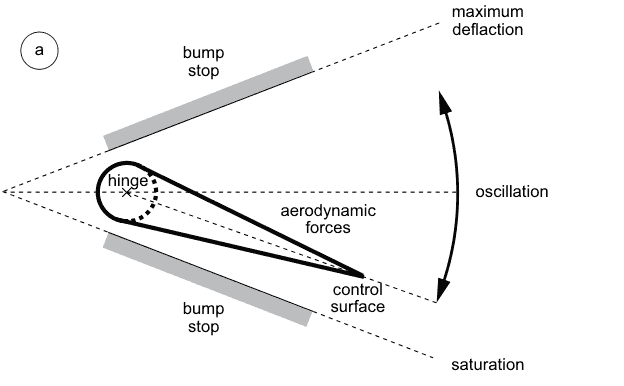 maximum
deflaction
a
bump
stop
hinge
oscillation
aerodynamic
forces
control
surface
bump
stop
saturation